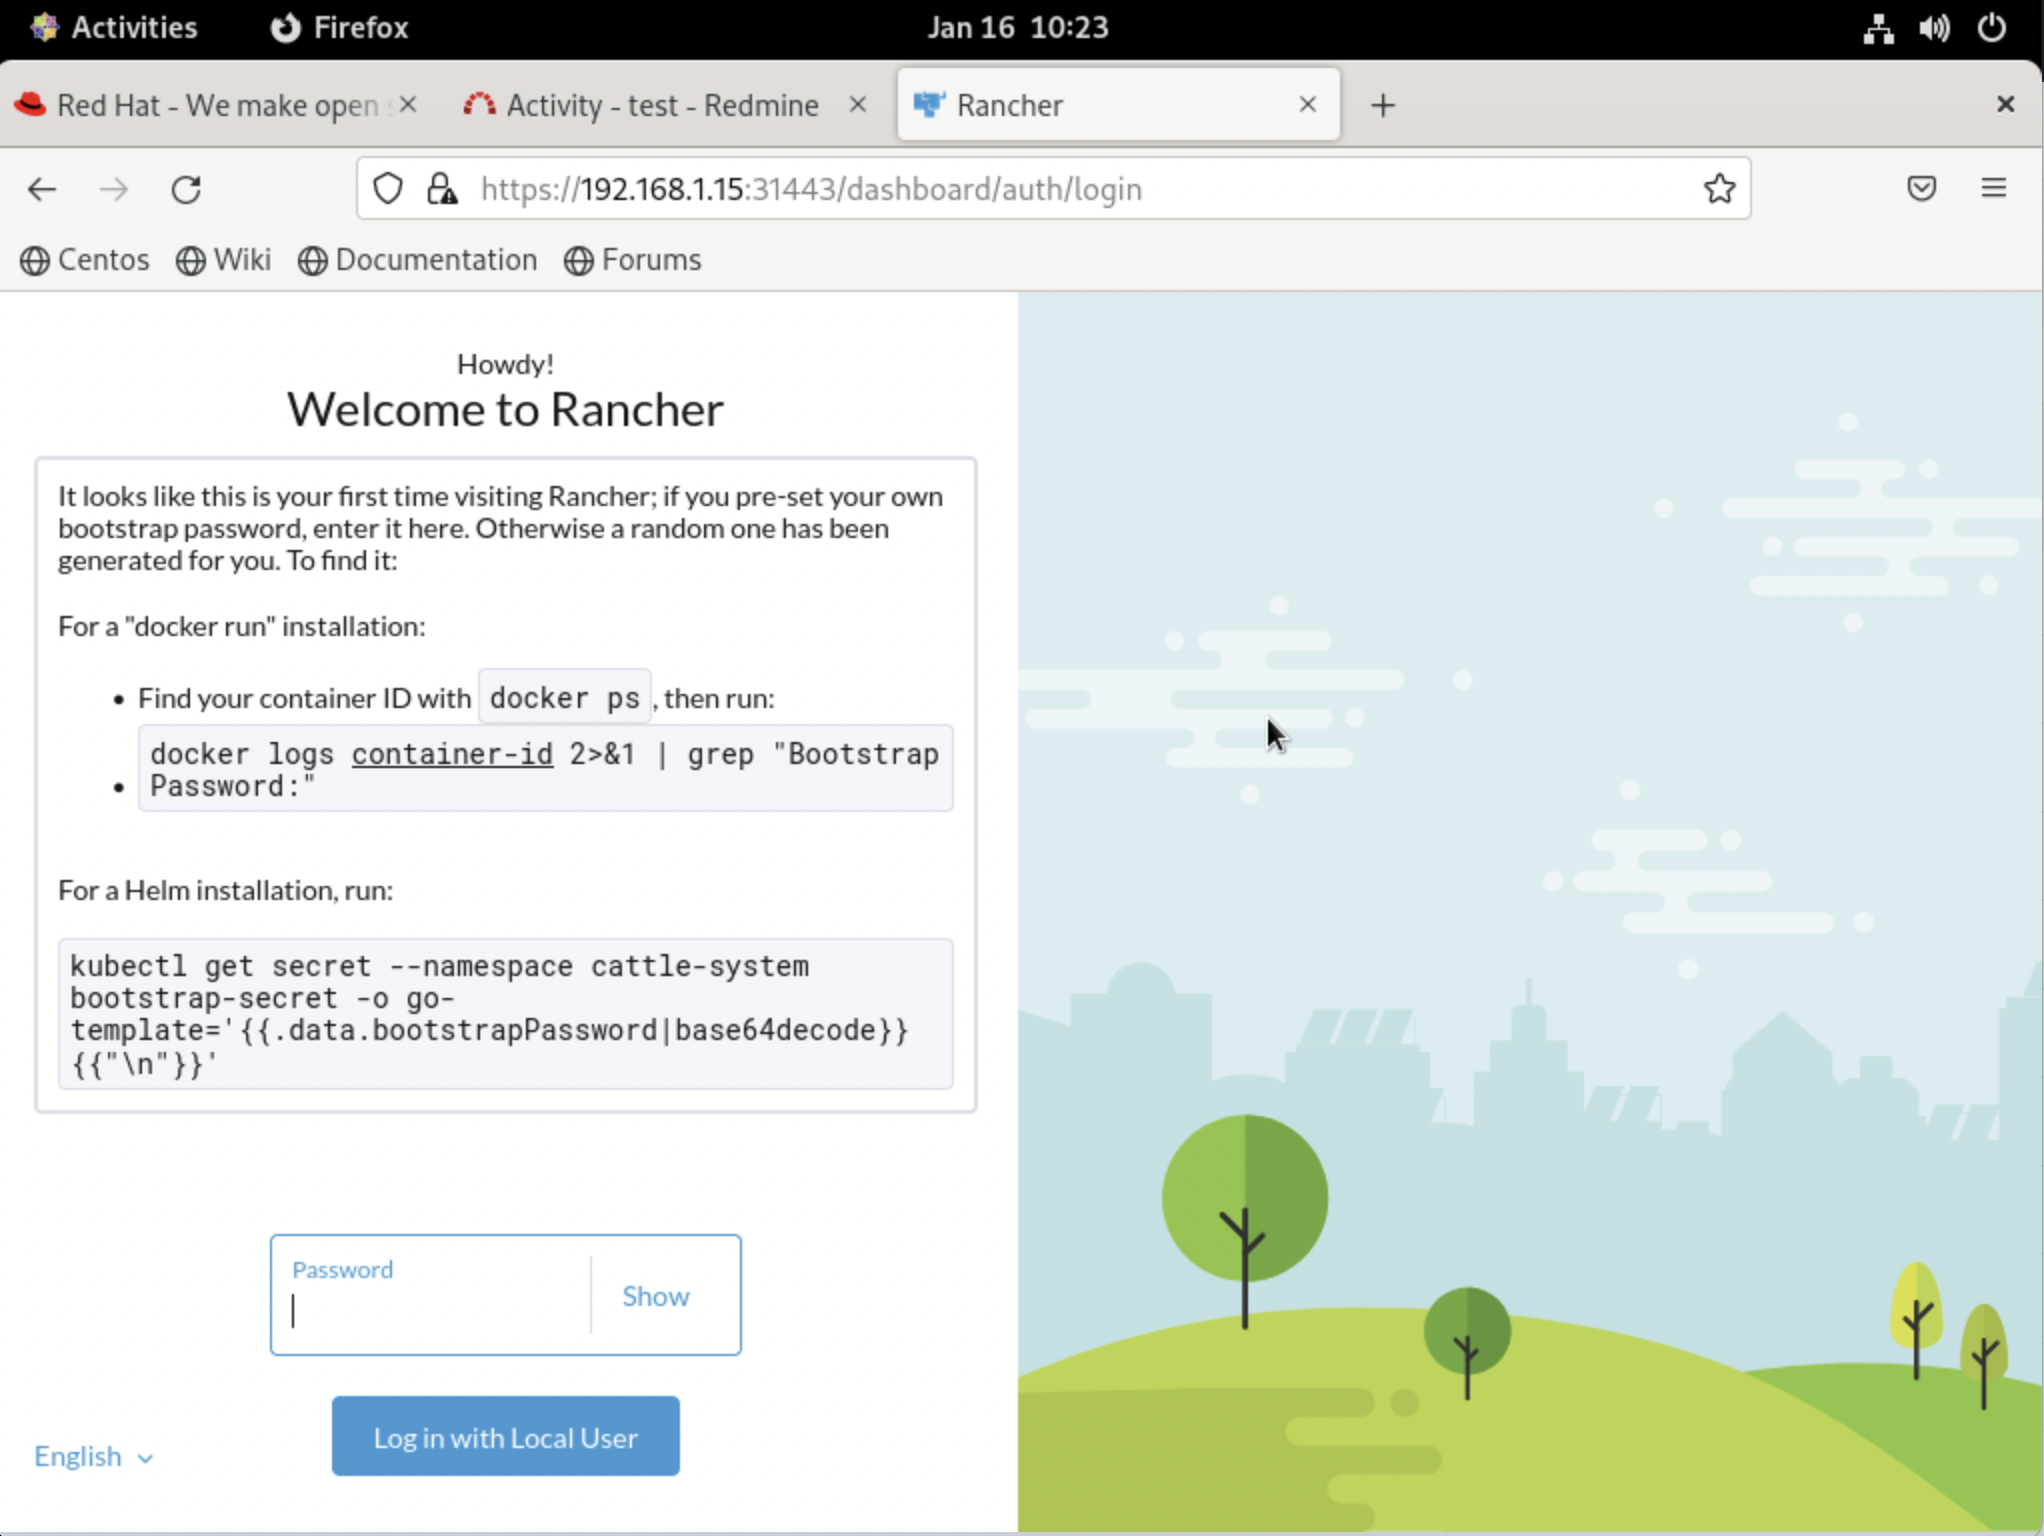 Activities Firefox Jan 16 10:23
Red Hat - We make open Activity - test - Redmine Rancher
https://192.168.1.15:31443/dashboard/auth/login
Centos Wiki Documentation Forums
Howdy!
Welcome to Rancher
It looks like this is your first time visiting Rancher; if you pre-set your own
bootstrap password, enter it here. Otherwise a random one has been
generated for you. To find it:
For a "docker run" installation:
• Find your container ID with docker ps , then run:
docker logs container-id 2>&1 | grep "Bootstrap
• Password:"
For a Helm installation, run:
kubectl get secret --namespace cattle-system
bootstrap-secret -o go-
template='{{.data.bootstrapPassword|base64decode}}
{{"\n"}}'
Password
Show
Log in with Local User
English